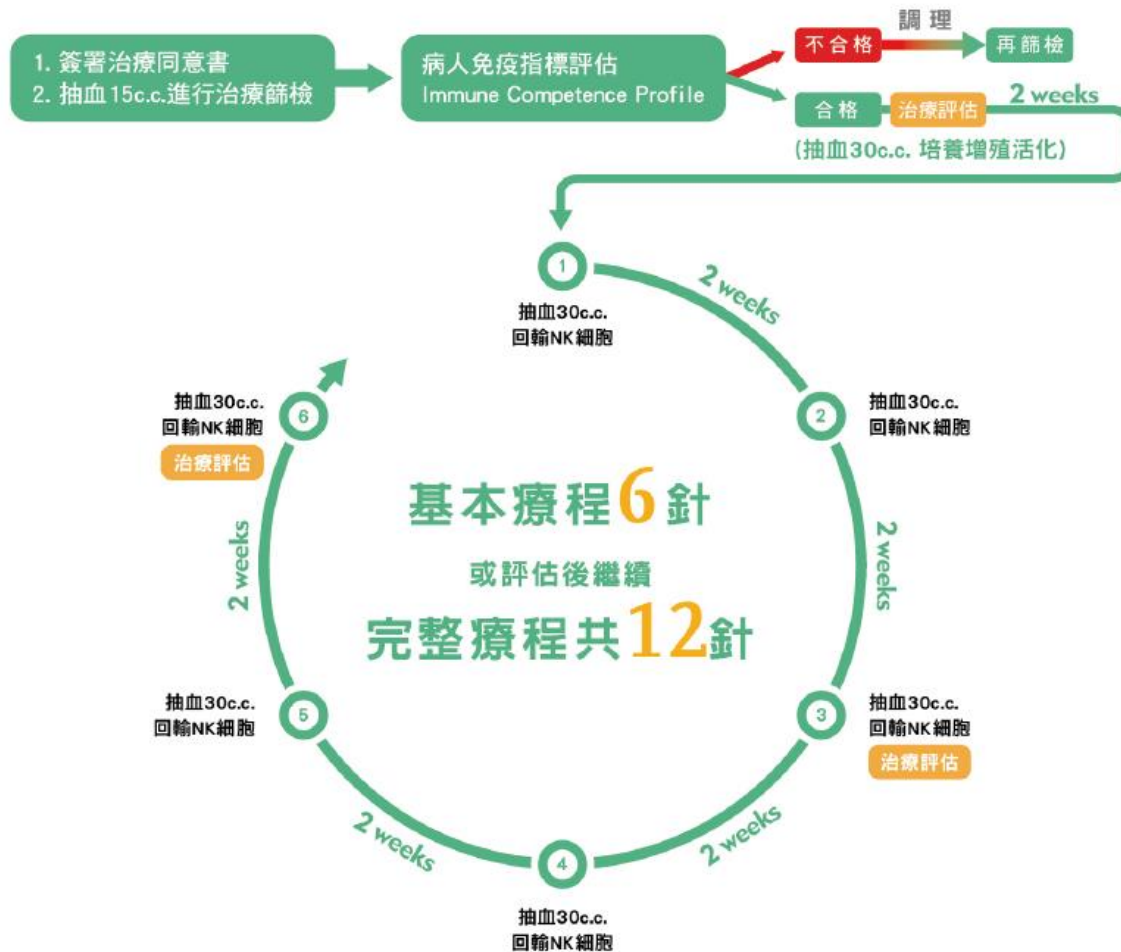 1. 簽署治療同意書
2. 抽血15c.c.進行治療篩檢
病人免疫指標評估
Immune Competence Profile
不合格
調理
再篩檢
合格
治療評估
2 weeks
(抽血30c.c. 培養增殖活化)
1
抽血30c.c.
回輸NK細胞
2 weeks
2
抽血30c.c.
回輸NK細胞
2 weeks
3
抽血30c.c.
回輸NK細胞
治療評估
2 weeks
4
抽血30c.c.
回輸NK細胞
2 weeks
5
抽血30c.c.
回輸NK細胞
2 weeks
6
抽血30c.c.
回輸NK細胞
治療評估
基本療程6針
或評估後繼續
完整療程共12針